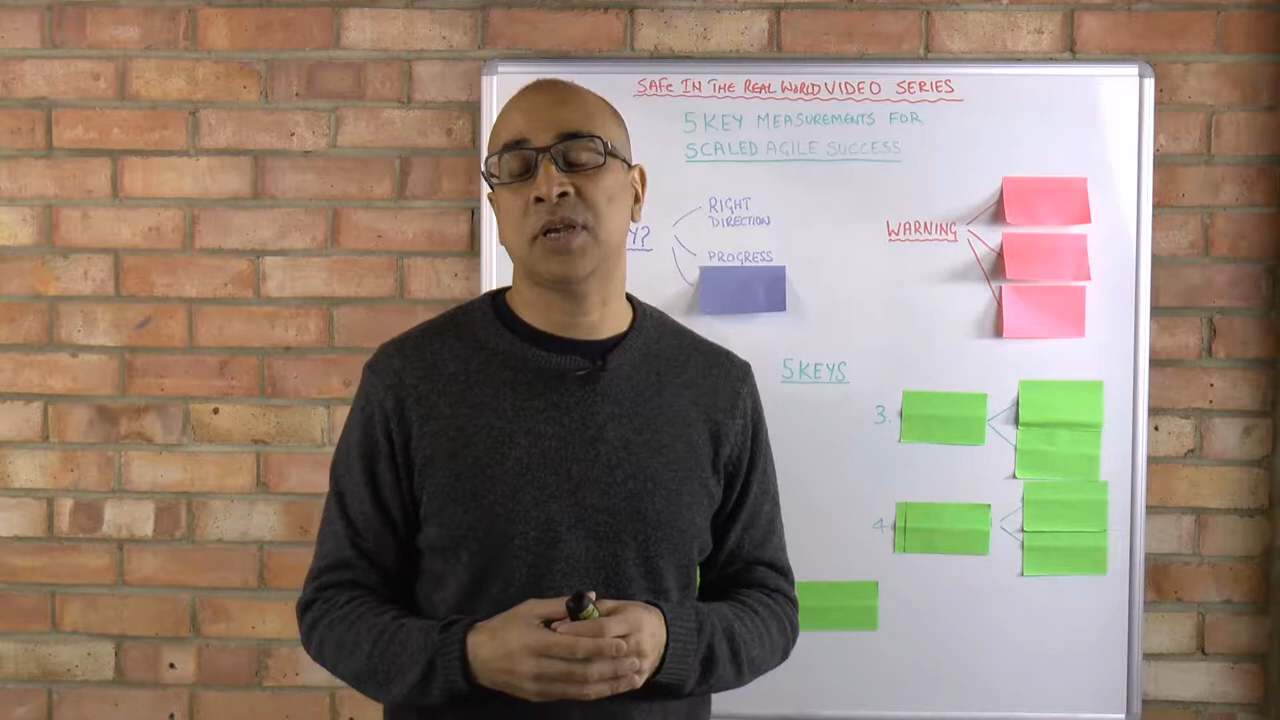 SAFe IN THE REAL WORLD VIDEO SERIES
5 KEY MEASUREMENTS FOR
SCALED AGILE SUCCESS
Y?
RIGHT
DIRECTION
PROGRESS
WARNING
5 KEYS
3.
4